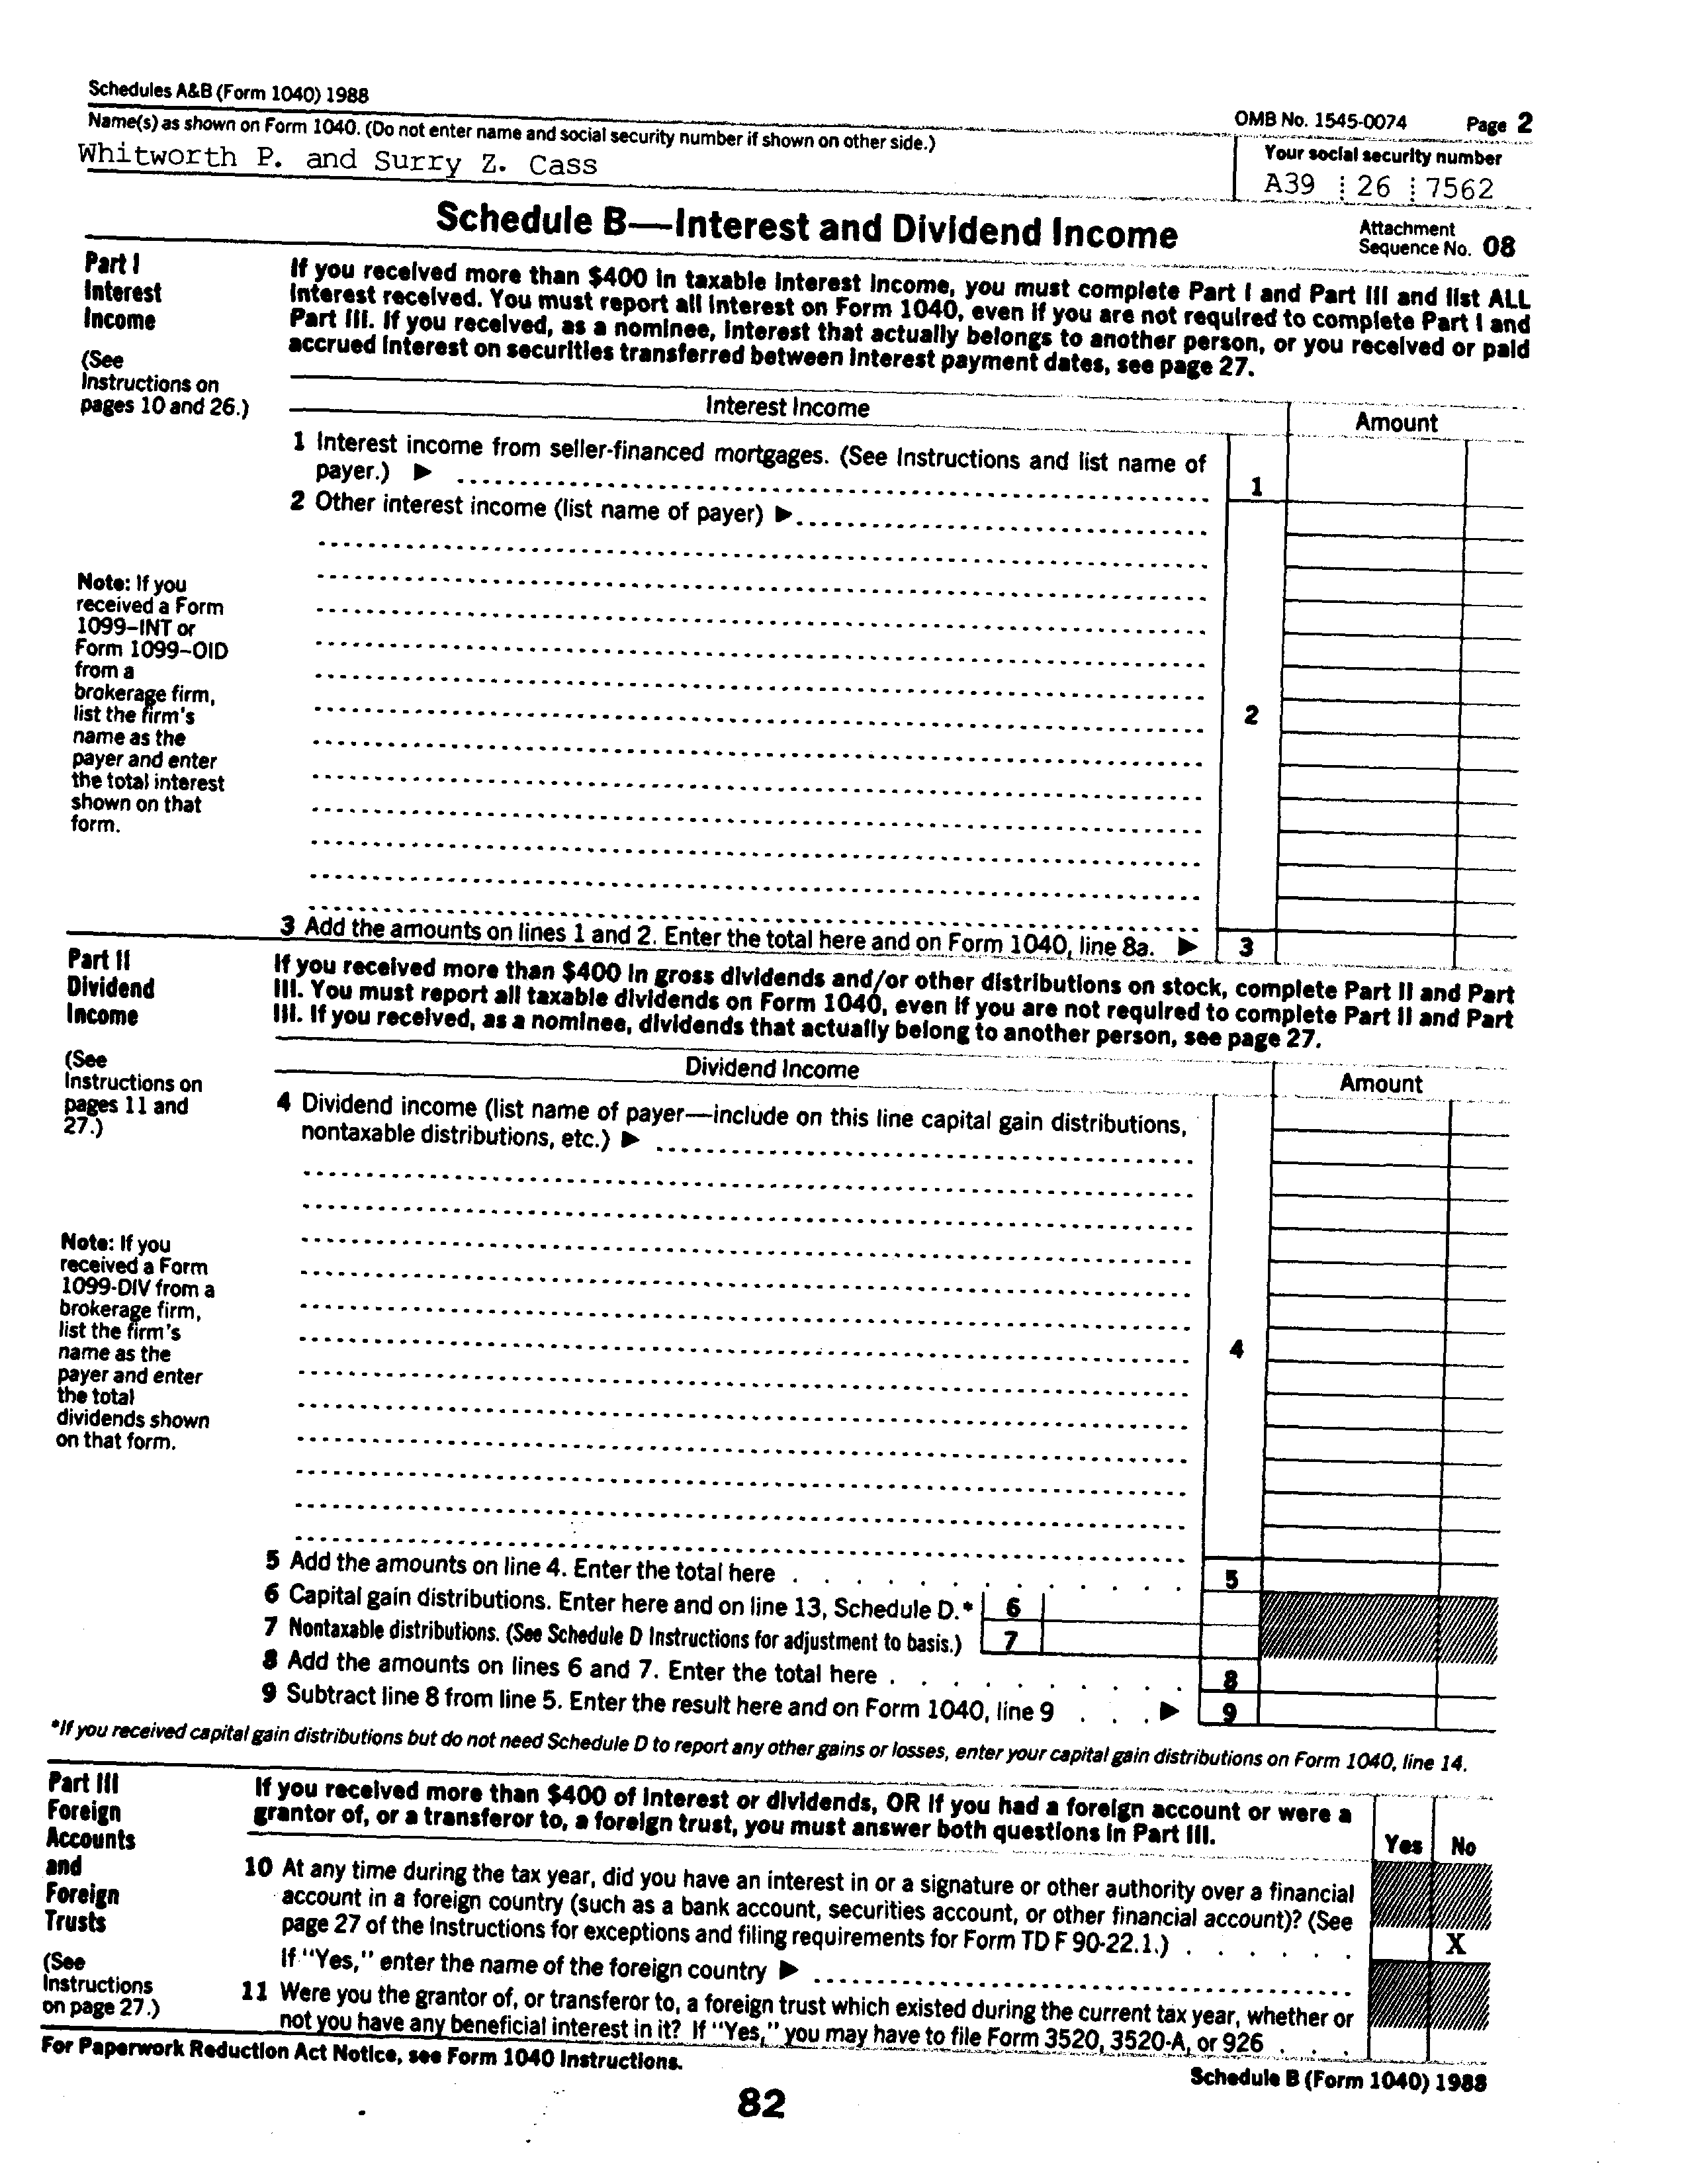 Schedules A&B (Form 1040) 1988
OMB No. 1545-0074 Page 2
Name(s) as shown on Form 1040. (Do not enter name and social security number if shown on other side.)
Your social security number
Whitworth P. and Surry Z. Cass
A39 26 7562
Schedule B—Interest and Dividend Income
Attachment
Sequence No. 08
Part I
Interest
Income
(See
Instructions on
pages 10 and 26.)
If you received more than $400 in taxable interest income, you must complete Part I and Part III and list ALL
interest received. You must report all interest on Form 1040, even if you are not required to complete Part I and
Part III. If you received, as a nominee, interest that actually belongs to another person, or you received or paid
accrued interest on securities transferred between interest payment dates, see page 27.
Interest Income
Amount
1 Interest income from seller-financed mortgages. (See Instructions and list name of
payer.) ▶
1
2 Other interest income (list name of payer) ▶
Note: If you
received a Form
1099–INT or
Form 1099–OID
from a
brokerage firm,
list the firm's
name as the
payer and enter
the total interest
shown on that
form.
2
3 Add the amounts on lines 1 and 2. Enter the total here and on Form 1040, line 8a. ▶ 3
Part II
Dividend
Income
(See
Instructions on
pages 11 and
27.)
If you received more than $400 in gross dividends and/or other distributions on stock, complete Part II and Part
III. You must report all taxable dividends on Form 1040, even if you are not required to complete Part II and Part
III. If you received, as a nominee, dividends that actually belong to another person, see page 27.
Dividend Income
Amount
4 Dividend income (list name of payer—include on this line capital gain distributions,
nontaxable distributions, etc.) ▶
Note: If you
received a Form
1099-DIV from a
brokerage firm,
list the firm's
name as the
payer and enter
the total
dividends shown
on that form.
4
5 Add the amounts on line 4. Enter the total here . . . . . . . . . . . . 5
6 Capital gain distributions. Enter here and on line 13, Schedule D.* 6
7 Nontaxable distributions. (See Schedule D Instructions for adjustment to basis.) 7
8 Add the amounts on lines 6 and 7. Enter the total here . . . . . . . . . 8
9 Subtract line 8 from line 5. Enter the result here and on Form 1040, line 9 . . . ▶ 9
*If you received capital gain distributions but do not need Schedule D to report any other gains or losses, enter your capital gain distributions on Form 1040, line 14.
Part III
Foreign
Accounts
and
Foreign
Trusts
(See
Instructions
on page 27.)
If you received more than $400 of interest or dividends, OR if you had a foreign account or were a
grantor of, or a transferor to, a foreign trust, you must answer both questions in Part III.
Yes No
10 At any time during the tax year, did you have an interest in or a signature or other authority over a financial
account in a foreign country (such as a bank account, securities account, or other financial account)? (See
page 27 of the Instructions for exceptions and filing requirements for Form TD F 90-22.1.) . . . . . . X
If "Yes," enter the name of the foreign country ▶
11 Were you the grantor of, or transferor to, a foreign trust which existed during the current tax year, whether or
not you have any beneficial interest in it? If "Yes," you may have to file Form 3520, 3520-A, or 926 . . .
For Paperwork Reduction Act Notice, see Form 1040 Instructions.
Schedule B (Form 1040) 1988
82